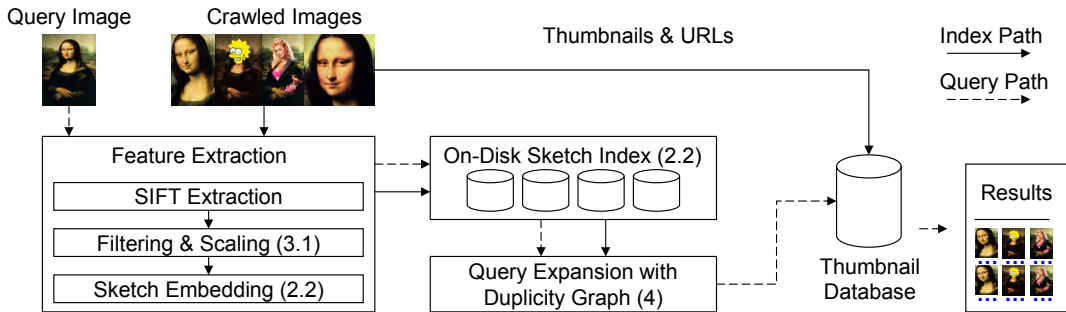 Query Image
Crawled Images
Thumbnails & URLs
Index Path
Query Path
Feature Extraction
SIFT Extraction
Filtering & Scaling (3.1)
Sketch Embedding (2.2)
On-Disk Sketch Index (2.2)
Query Expansion with
Duplicity Graph (4)
Thumbnail
Database
Results